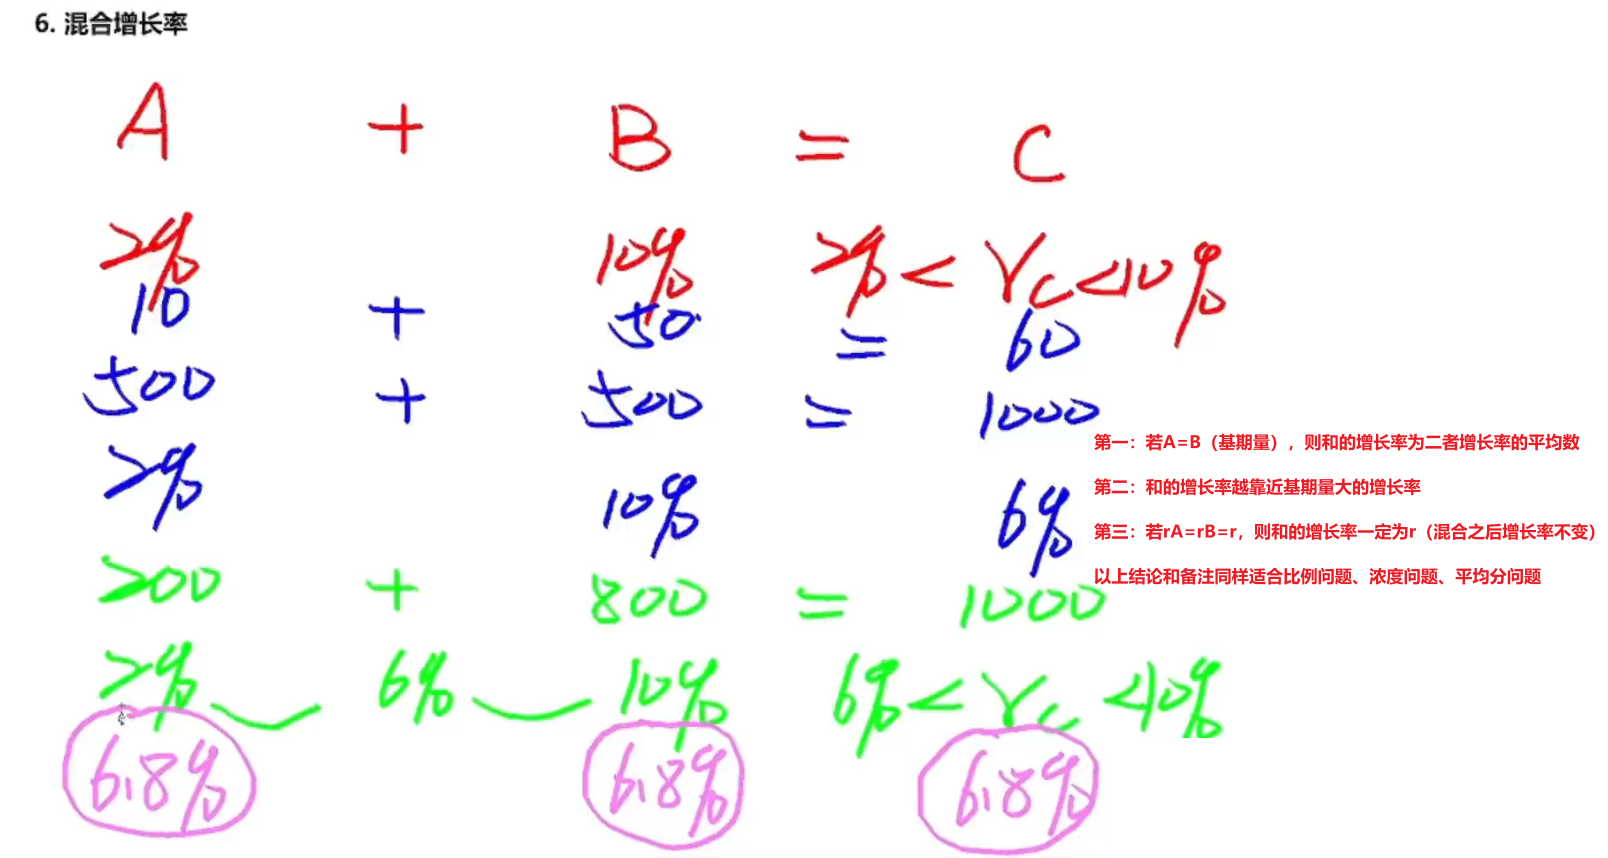 6. 混合增长率
A + B = C
2% 10% 2% < rc < 10%
10 + 50 = 60
500 + 500 = 1000
第一：若A=B（基期量），则和的增长率为二者增长率的平均数
2% 10% 6%
第二：和的增长率越靠近基期量大的增长率
第三：若rA=rB=r，则和的增长率一定为r（混合之后增长率不变）
以上结论和备注同样适合比例问题、浓度问题、平均分问题
200 + 800 = 1000
2% 6% 10% 6% < rc < 10%
6.8% 6.8% 6.8%